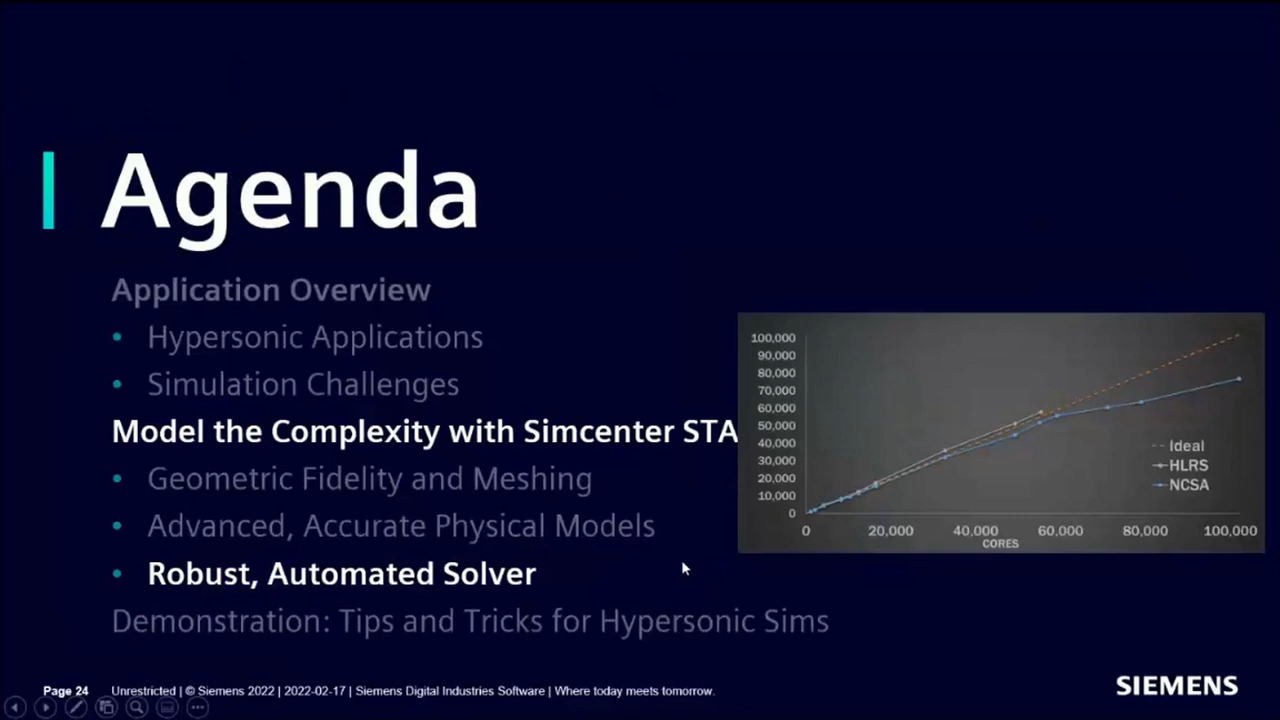 Agenda
Application Overview
• Hypersonic Applications
• Simulation Challenges
Model the Complexity with Simcenter STA
• Geometric Fidelity and Meshing
• Advanced, Accurate Physical Models
• Robust, Automated Solver
Demonstration: Tips and Tricks for Hypersonic Sims
100,000
90,000
80,000
70,000
60,000
50,000
40,000
30,000
20,000
10,000
0
0 20,000 40,000 60,000 80,000 100,000
CORES
Ideal
HLRS
NCSA
Page 24 Unrestricted | © Siemens 2022 | 2022-02-17 | Siemens Digital Industries Software | Where today meets tomorrow.
SIEMENS